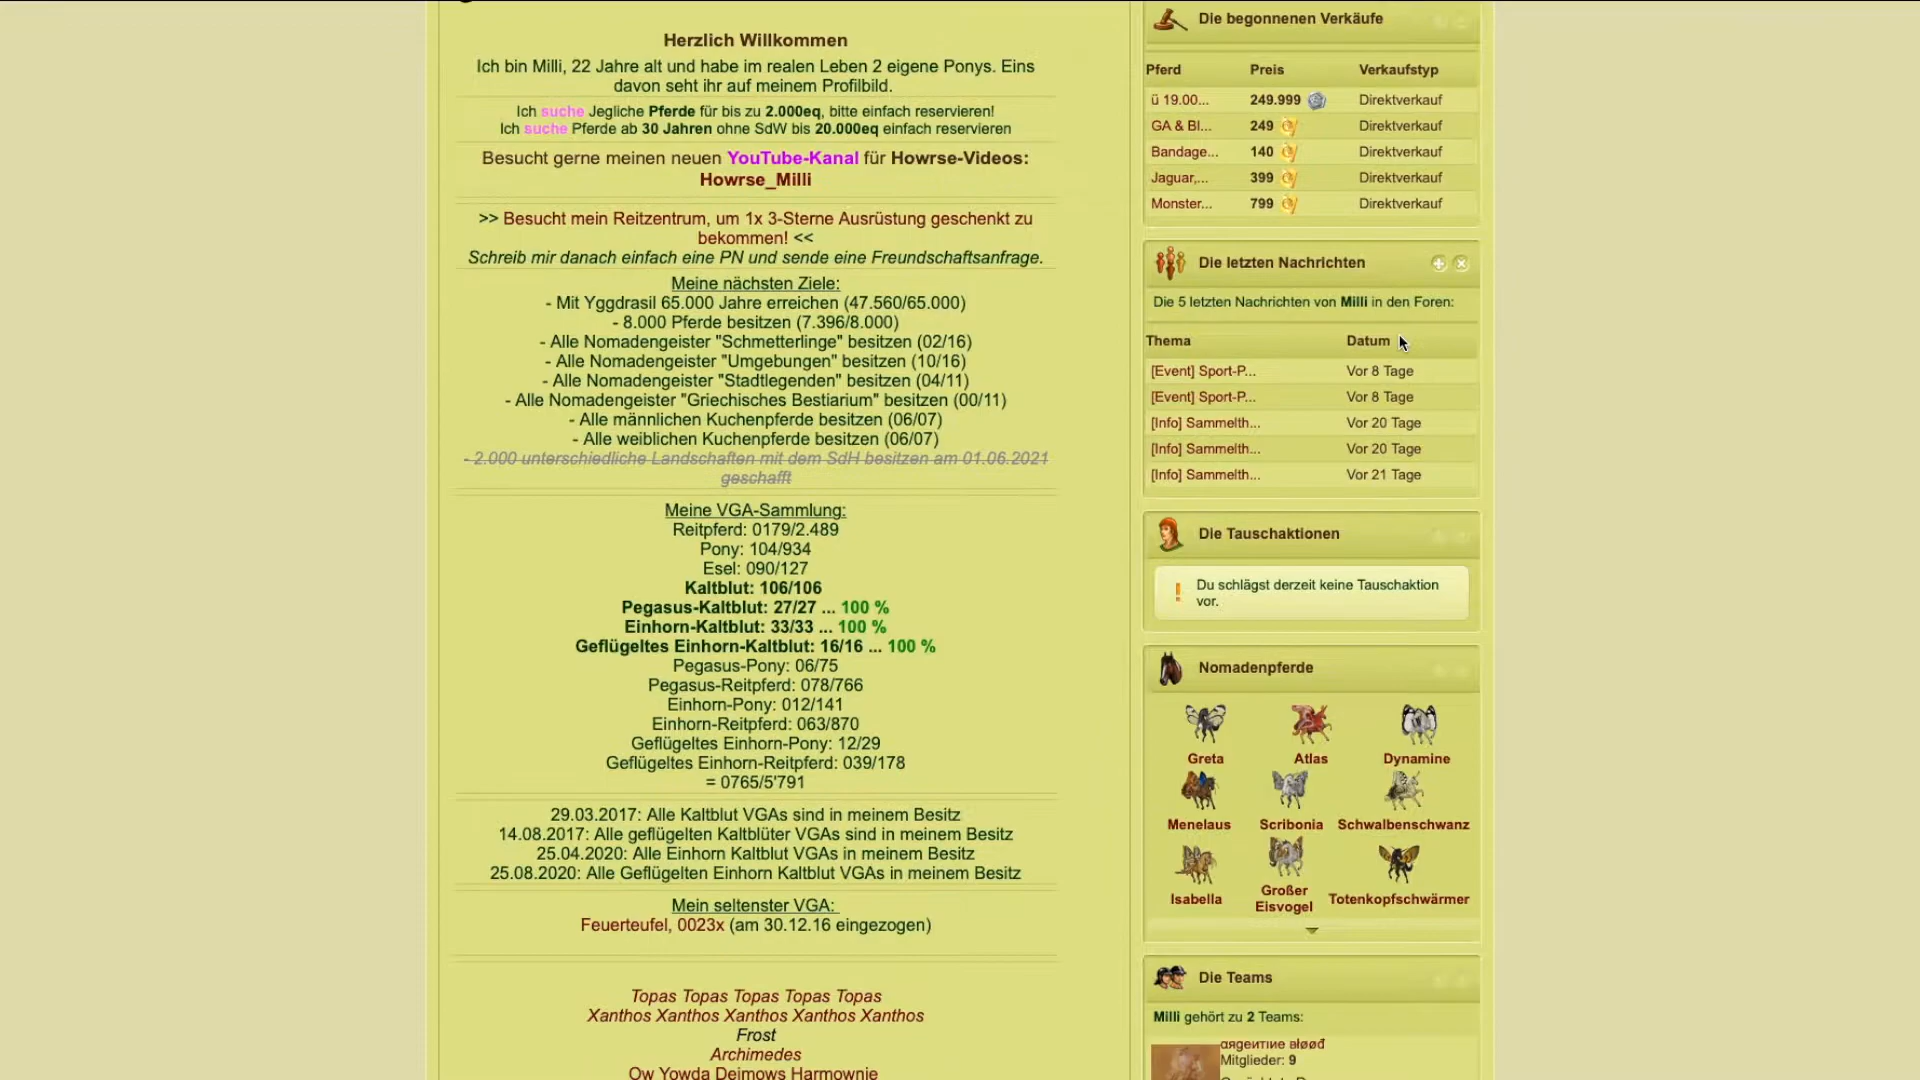 Herzlich Willkommen
Ich bin Milli, 22 Jahre alt und habe im realen Leben 2 eigene Ponys. Eins
davon seht ihr auf meinem Profilbild.
Ich suche Jegliche Pferde für bis zu 2.000eq, bitte einfach reservieren!
Ich suche Pferde ab 30 Jahren ohne SdW bis 20.000eq einfach reservieren
Besucht gerne meinen neuen YouTube-Kanal für Howrse-Videos:
Howrse_Milli
>> Besucht mein Reitzentrum, um 1x 3-Sterne Ausrüstung geschenkt zu
bekommen! <<
Schreib mir danach einfach eine PN und sende eine Freundschaftsanfrage.
Meine nächsten Ziele:
- Mit Yggdrasil 65.000 Jahre erreichen (47.560/65.000)
- 8.000 Pferde besitzen (7.396/8.000)
- Alle Nomadengeister "Schmetterlinge" besitzen (02/16)
- Alle Nomadengeister "Umgebungen" besitzen (10/16)
- Alle Nomadengeister "Stadtlegenden" besitzen (04/11)
- Alle Nomadengeister "Griechisches Bestiarium" besitzen (00/11)
- Alle männlichen Kuchenpferde besitzen (06/07)
- Alle weiblichen Kuchenpferde besitzen (06/07)
- 2.000 unterschiedliche Landschaften mit dem SdH besitzen am 01.06.2021
geschafft
Meine VGA-Sammlung:
Reitpferd: 0179/2.489
Pony: 104/934
Esel: 090/127
Kaltblut: 106/106
Pegasus-Kaltblut: 27/27 ... 100 %
Einhorn-Kaltblut: 33/33 ... 100 %
Geflügeltes Einhorn-Kaltblut: 16/16 ... 100 %
Pegasus-Pony: 06/75
Pegasus-Reitpferd: 078/766
Einhorn-Pony: 012/141
Einhorn-Reitpferd: 063/870
Geflügeltes Einhorn-Pony: 12/29
Geflügeltes Einhorn-Reitpferd: 039/178
= 0765/5'791
29.03.2017: Alle Kaltblut VGAs sind in meinem Besitz
14.08.2017: Alle geflügelten Kaltblüter VGAs sind in meinem Besitz
25.04.2020: Alle Einhorn Kaltblut VGAs in meinem Besitz
25.08.2020: Alle Geflügelten Einhorn Kaltblut VGAs in meinem Besitz
Mein seltenster VGA:
Feuerteufel, 0023x (am 30.12.16 eingezogen)
Topas Topas Topas Topas Topas
Xanthos Xanthos Xanthos Xanthos Xanthos
Frost
Archimedes
Ow Yowda Deimows Harmownie
Die begonnenen Verkäufe
Pferd Preis Verkaufstyp
ü 19.00... 249.999 Direktverkauf
GA & Bl... 249 Direktverkauf
Bandage... 140 Direktverkauf
Jaguar,... 399 Direktverkauf
Monster... 799 Direktverkauf
Die letzten Nachrichten
Die 5 letzten Nachrichten von Milli in den Foren:
Thema Datum
[Event] Sport-P... Vor 8 Tage
[Event] Sport-P... Vor 8 Tage
[Info] Sammelth... Vor 20 Tage
[Info] Sammelth... Vor 20 Tage
[Info] Sammelth... Vor 21 Tage
Die Tauschaktionen
Du schlägst derzeit keine Tauschaktion
vor.
Nomadenpferde
Greta Atlas Dynamine
Menelaus Scribonia Schwalbenschwanz
Isabella Großer Eisvogel Totenkopfschwärmer
Die Teams
Milli gehört zu 2 Teams:
Mitglieder: 9